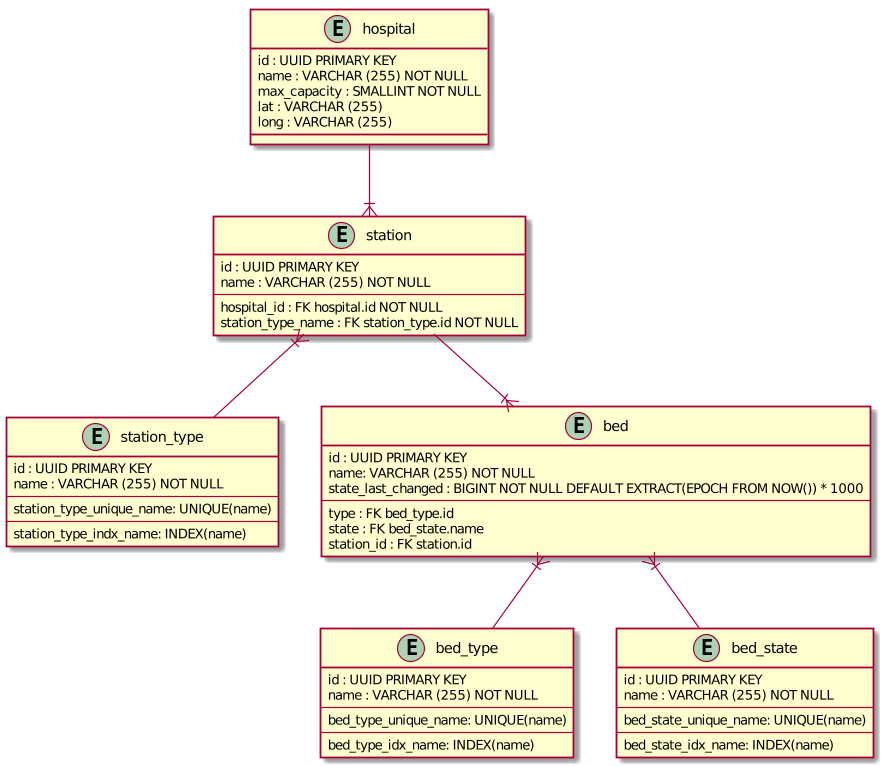 E hospital
id : UUID PRIMARY KEY
name : VARCHAR (255) NOT NULL
max_capacity : SMALLINT NOT NULL
lat : VARCHAR (255)
long : VARCHAR (255)
E station
id : UUID PRIMARY KEY
name : VARCHAR (255) NOT NULL
hospital_id : FK hospital.id NOT NULL
station_type_name : FK station_type.id NOT NULL
E station_type
id : UUID PRIMARY KEY
name : VARCHAR (255) NOT NULL
station_type_unique_name: UNIQUE(name)
station_type_indx_name: INDEX(name)
E bed
id : UUID PRIMARY KEY
name: VARCHAR (255) NOT NULL
state_last_changed : BIGINT NOT NULL DEFAULT EXTRACT(EPOCH FROM NOW()) * 1000
type : FK bed_type.id
state : FK bed_state.name
station_id : FK station.id
E bed_type
id : UUID PRIMARY KEY
name : VARCHAR (255) NOT NULL
bed_type_unique_name: UNIQUE(name)
bed_type_idx_name: INDEX(name)
E bed_state
id : UUID PRIMARY KEY
name : VARCHAR (255) NOT NULL
bed_state_unique_name: UNIQUE(name)
bed_state_idx_name: INDEX(name)